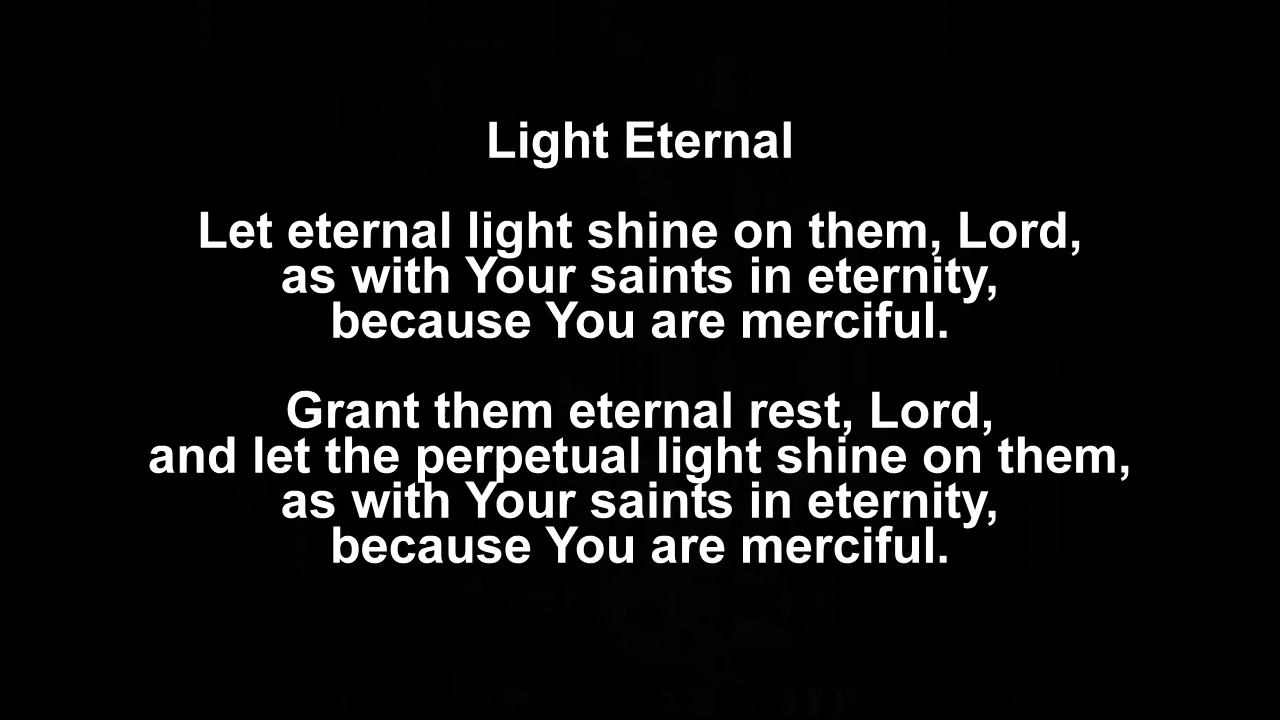 Light Eternal
Let eternal light shine on them, Lord,
as with Your saints in eternity,
because You are merciful.
Grant them eternal rest, Lord,
and let the perpetual light shine on them,
as with Your saints in eternity,
because You are merciful.